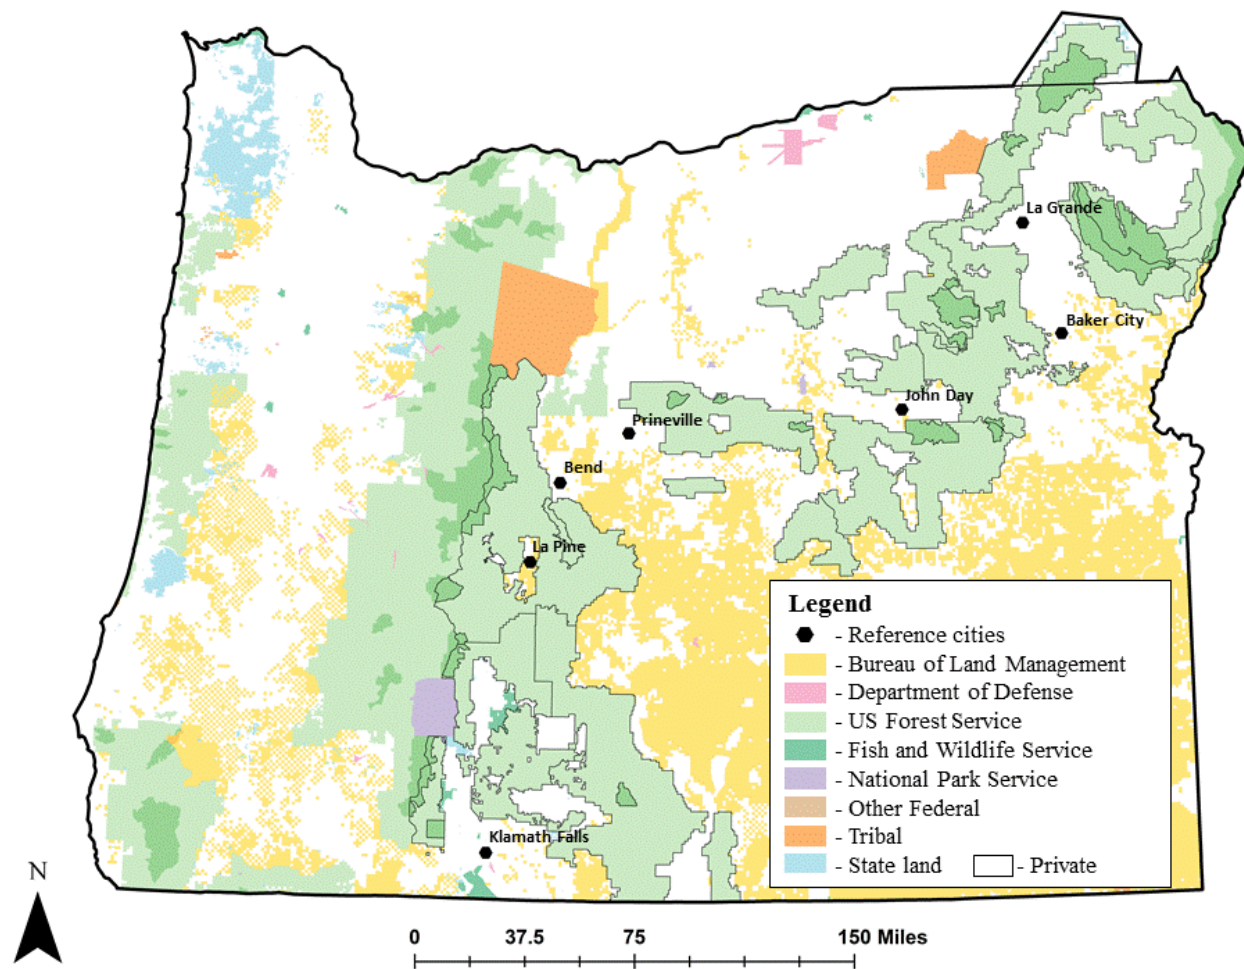 La Grande
Baker City
John Day
Prineville
Bend
La Pine
Legend
- Reference cities
- Bureau of Land Management
- Department of Defense
- US Forest Service
- Fish and Wildlife Service
- National Park Service
- Other Federal
- Tribal
- State land - Private
Klamath Falls
N
0 37.5 75 150 Miles